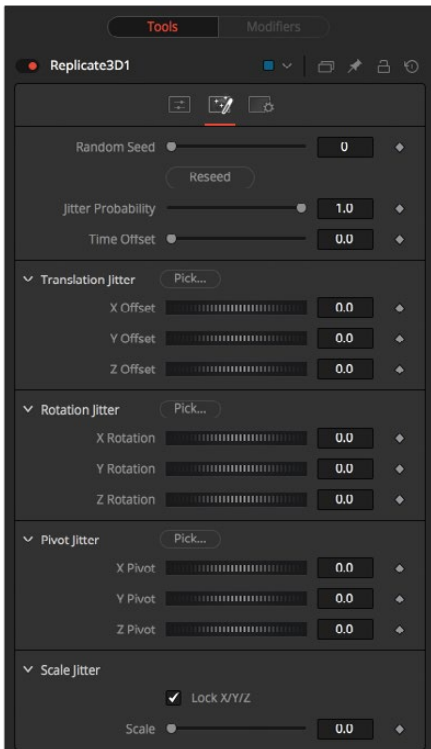 Tools Modifiers
Replicate3D1
Random Seed 0
Reseed
Jitter Probability 1.0
Time Offset 0.0
Translation Jitter Pick...
X Offset 0.0
Y Offset 0.0
Z Offset 0.0
Rotation Jitter Pick...
X Rotation 0.0
Y Rotation 0.0
Z Rotation 0.0
Pivot Jitter Pick...
X Pivot 0.0
Y Pivot 0.0
Z Pivot 0.0
Scale Jitter
Lock X/Y/Z
Scale 0.0